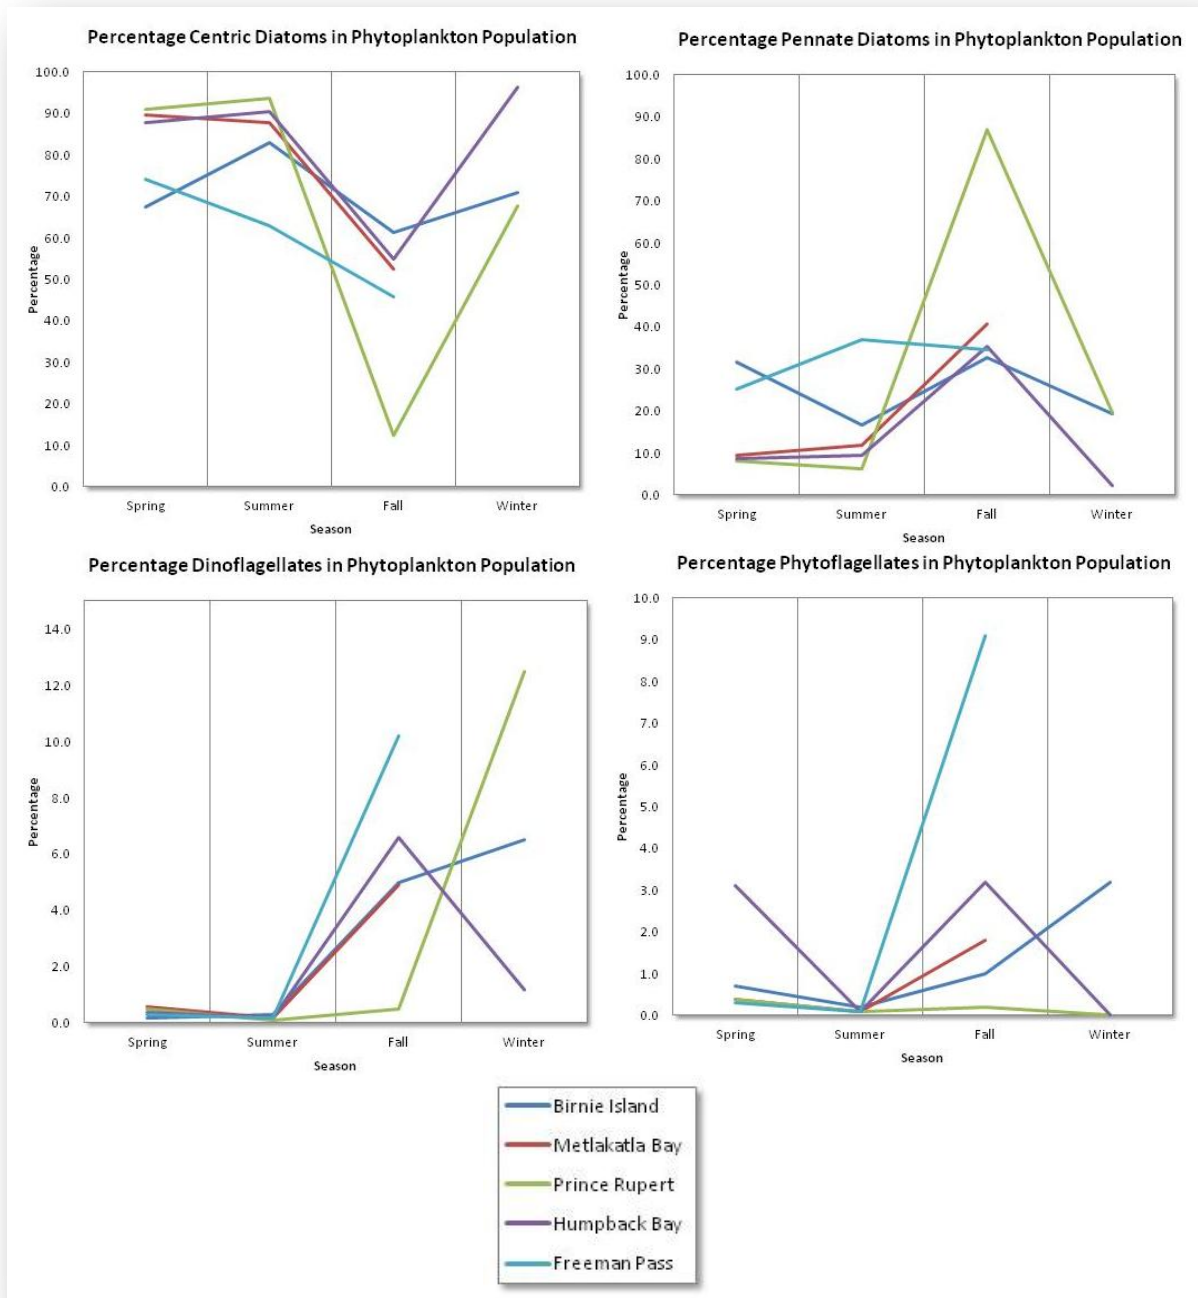 Percentage Centric Diatoms in Phytoplankton Population
100.0
90.0
80.0
70.0
60.0
50.0
40.0
30.0
20.0
10.0
0.0
Percentage
Spring Summer Fall Winter
Season
Percentage Pennate Diatoms in Phytoplankton Population
100.0
90.0
80.0
70.0
60.0
50.0
40.0
30.0
20.0
10.0
0.0
Percentage
Spring Summer Fall Winter
Season
Percentage Dinoflagellates in Phytoplankton Population
14.0
12.0
10.0
8.0
6.0
4.0
2.0
0.0
Percentage
Spring Summer Fall Winter
Season
Percentage Phytoflagellates in Phytoplankton Population
10.0
9.0
8.0
7.0
6.0
5.0
4.0
3.0
2.0
1.0
0.0
Percentage
Spring Summer Fall Winter
Season
Birnie Island
Metlakatla Bay
Prince Rupert
Humpback Bay
Freeman Pass